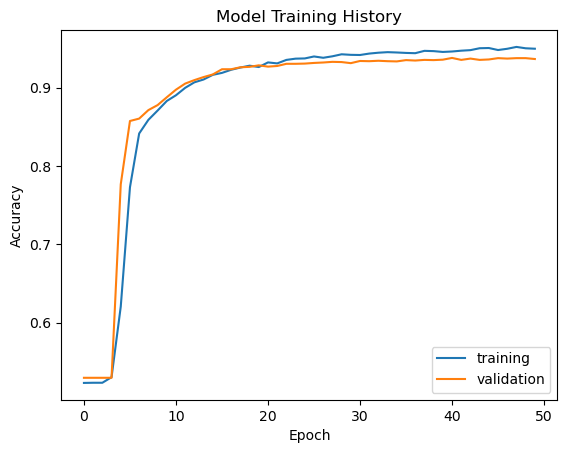 Model Training History
Accuracy
0.9
0.8
0.7
0.6
0 10 20 30 40 50
Epoch
training
validation